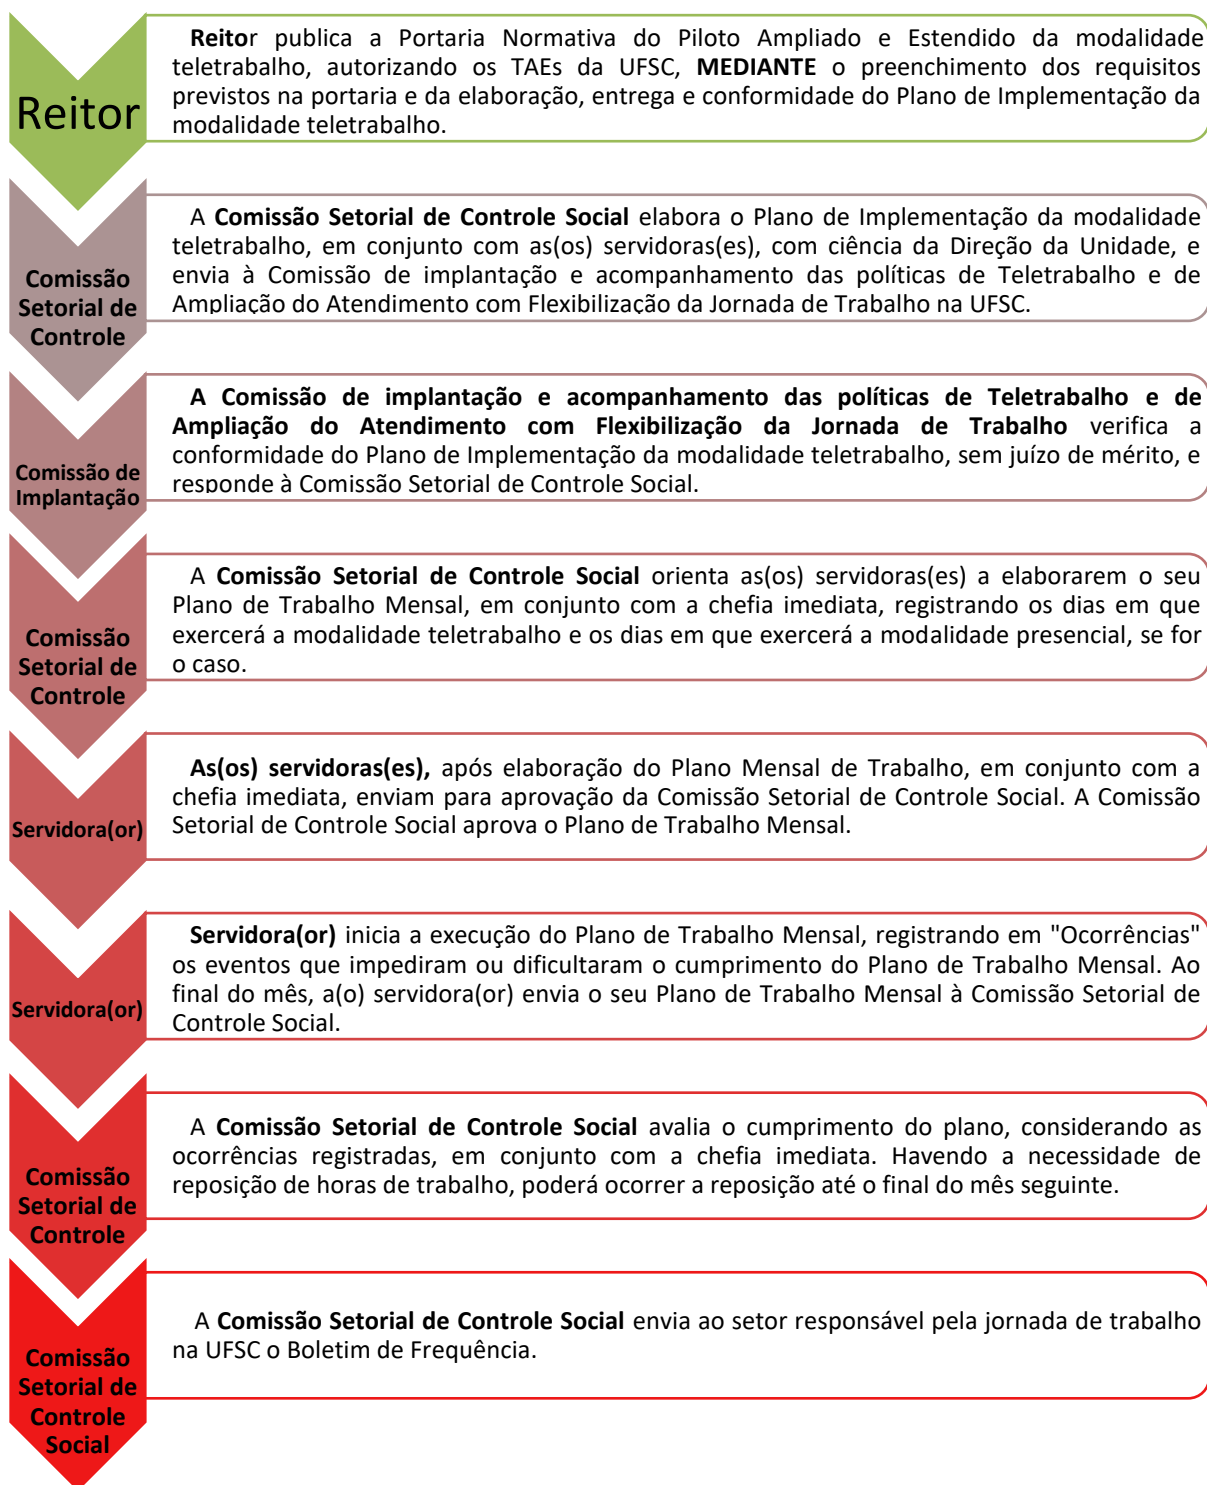 Reitor
Reitor publica a Portaria Normativa do Piloto Ampliado e Estendido da modalidade
teletrabalho, autorizando os TAEs da UFSC, MEDIANTE o preenchimento dos requisitos
previstos na portaria e da elaboração, entrega e conformidade do Plano de Implementação da
modalidade teletrabalho.
Comissão
Setorial de
Controle
A Comissão Setorial de Controle Social elabora o Plano de Implementação da modalidade
teletrabalho, em conjunto com as(os) servidoras(es), com ciência da Direção da Unidade, e
envia à Comissão de implantação e acompanhamento das políticas de Teletrabalho e de
Ampliação do Atendimento com Flexibilização da Jornada de Trabalho na UFSC.
Comissão de
Implantação
A Comissão de implantação e acompanhamento das políticas de Teletrabalho e de
Ampliação do Atendimento com Flexibilização da Jornada de Trabalho verifica a
conformidade do Plano de Implementação da modalidade teletrabalho, sem juízo de mérito, e
responde à Comissão Setorial de Controle Social.
Comissão
Setorial de
Controle
A Comissão Setorial de Controle Social orienta as(os) servidoras(es) a elaborarem o seu
Plano de Trabalho Mensal, em conjunto com a chefia imediata, registrando os dias em que
exercerá a modalidade teletrabalho e os dias em que exercerá a modalidade presencial, se for
o caso.
Servidora(or)
As(os) servidoras(es), após elaboração do Plano Mensal de Trabalho, em conjunto com a
chefia imediata, enviam para aprovação da Comissão Setorial de Controle Social. A Comissão
Setorial de Controle Social aprova o Plano de Trabalho Mensal.
Servidora(or)
Servidora(or) inicia a execução do Plano de Trabalho Mensal, registrando em "Ocorrências"
os eventos que impediram ou dificultaram o cumprimento do Plano de Trabalho Mensal. Ao
final do mês, a(o) servidora(or) envia o seu Plano de Trabalho Mensal à Comissão Setorial de
Controle Social.
Comissão
Setorial de
Controle
A Comissão Setorial de Controle Social avalia o cumprimento do plano, considerando as
ocorrências registradas, em conjunto com a chefia imediata. Havendo a necessidade de
reposição de horas de trabalho, poderá ocorrer a reposição até o final do mês seguinte.
Comissão
Setorial de
Controle
Social
A Comissão Setorial de Controle Social envia ao setor responsável pela jornada de trabalho
na UFSC o Boletim de Frequência.